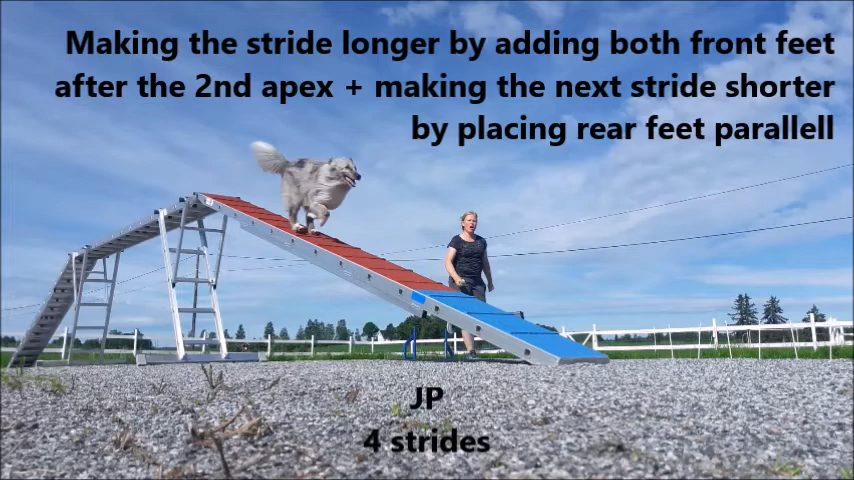 Making the stride longer by adding both front feet
after the 2nd apex + making the next stride shorter
by placing rear feet parallell
JP
4 strides